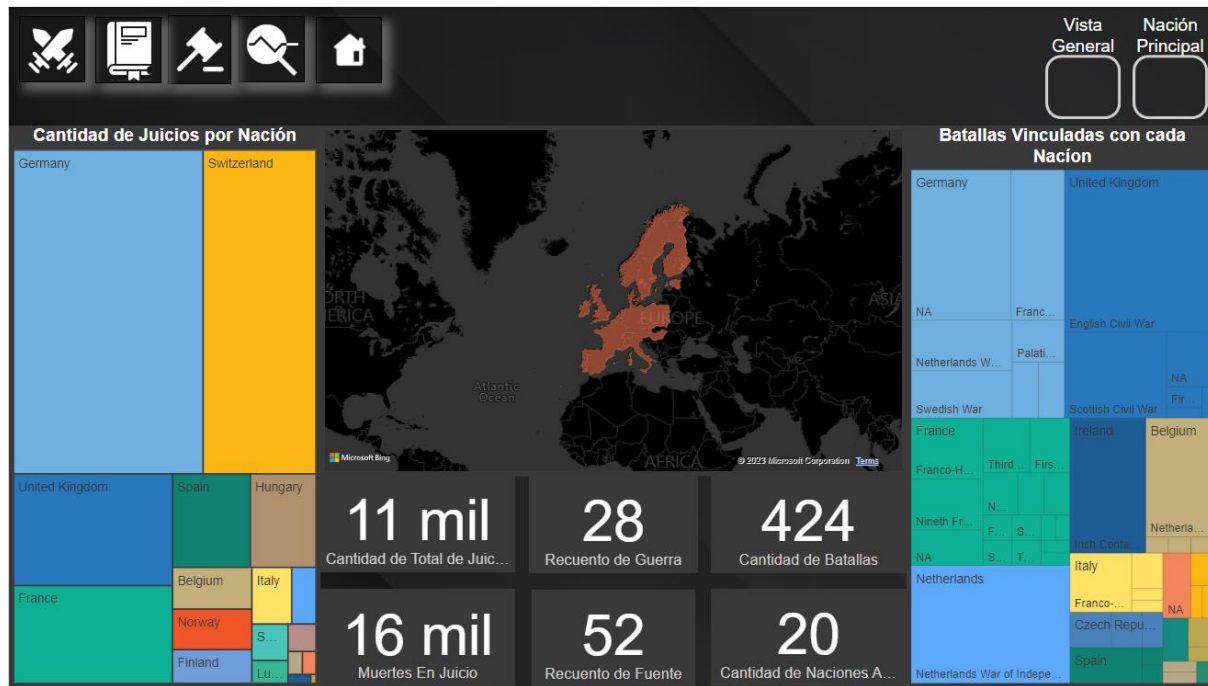 Vista
General
Nación
Principal
Cantidad de Juicios por Nación
Germany
Switzerland
United Kingdom
Spain
Hungary
France
Belgium
Italy
Norway
S...
Finland
Lu...
NORTH
AMERICA
EUROPE
ASIA
Atlantic
Ocean
AFRICA
Microsoft Bing
© 2023 Microsoft Corporation Terms
11 mil
Cantidad de Total de Juic...
28
Recuento de Guerra
424
Cantidad de Batallas
16 mil
Muertes En Juicio
52
Recuento de Fuente
20
Cantidad de Naciones A...
Batallas Vinculadas con cada
Nacíon
Germany
NA
Franc...
Netherlands W...
Palati...
Swedish War
United Kingdom
English Civil War
Scottish Civil War
NA
Fir...
France
Franco-H...
Third...
Firs...
Nineth Fr...
N...
F...
S...
NA
S...
T...
Ireland
Irish Confe...
Belgium
Netherla...
Netherlands
Netherlands War of Indepe...
Italy
Franco-...
NA
Czech Repu...
Spain